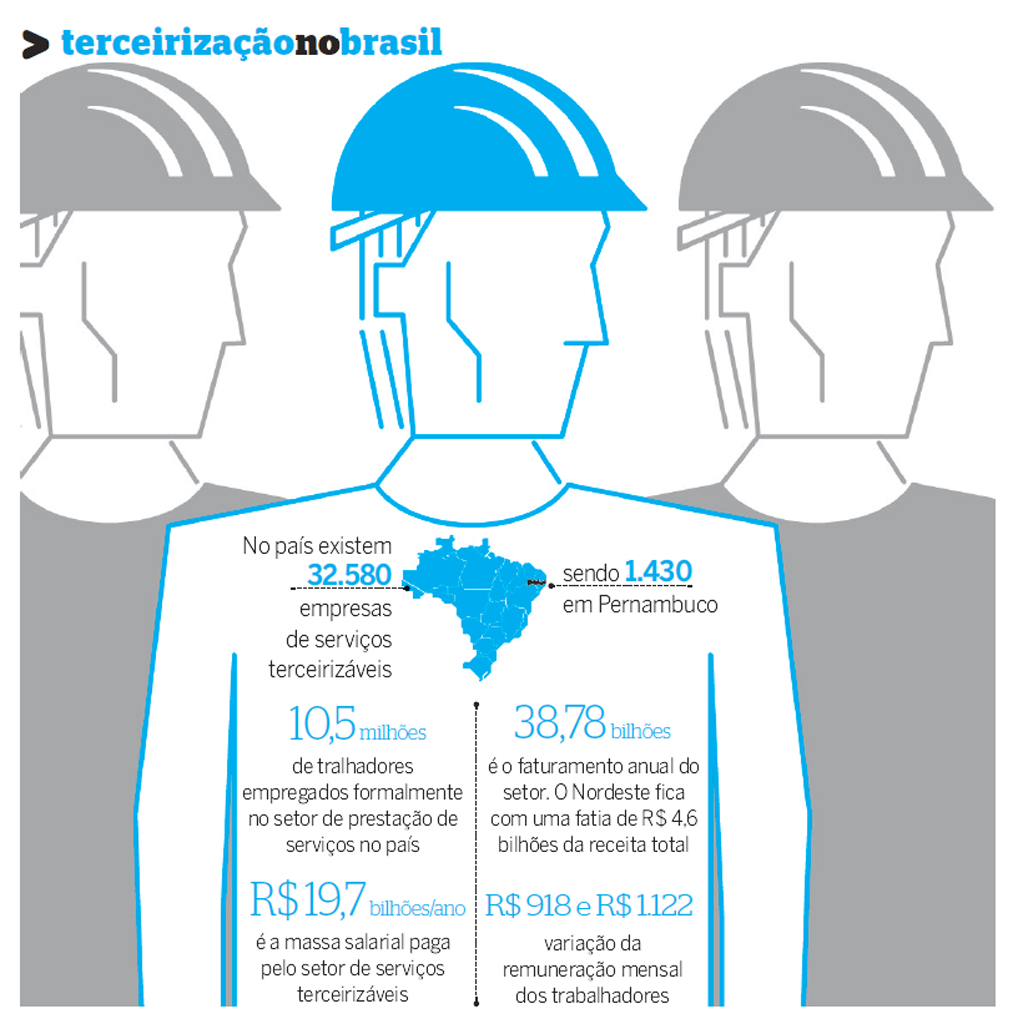 > terceirizaçãonobrasil
No país existem
32.580
empresas
de serviços
terceirizáveis
sendo 1.430
em Pernambuco
10,5 milhões
de tralhadores
empregados formalmente
no setor de prestação de
serviços no país
38,78 bilhões
é o faturamento anual do
setor. O Nordeste fica
com uma fatia de R$ 4,6
bilhões da receita total
R$ 19,7 bilhões/ano
é a massa salarial paga
pelo setor de serviços
terceirizáveis
R$ 918 e R$ 1.122
variação da
remuneração mensal
dos trabalhadores